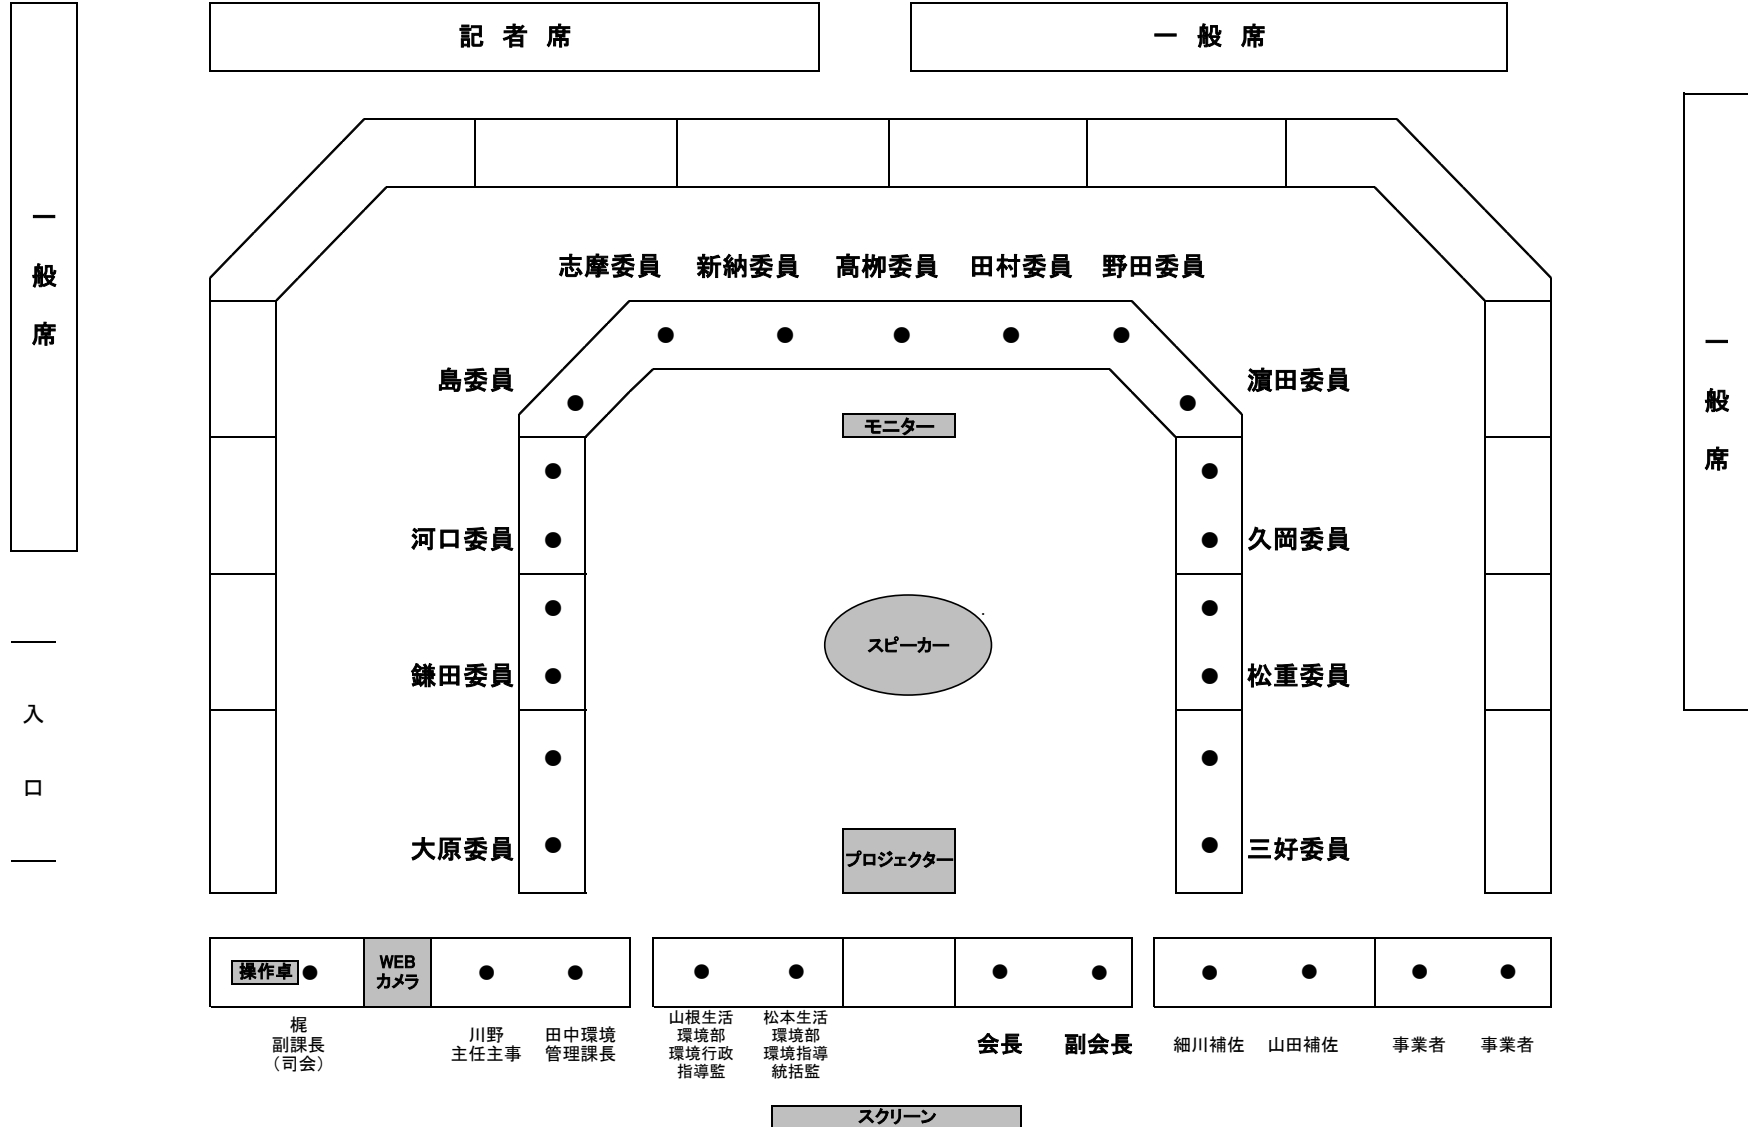 記 者 席
一 般 席
一 般 席
一 般 席
志摩委員 新納委員 髙栁委員 田村委員 野田委員
島委員
濵田委員
モニター
河口委員
久岡委員
スピーカー
鎌田委員
松重委員
入 口
大原委員
プロジェクター
三好委員
操作卓
WEB
カメラ
梶
副課長
（司会）
川野
主任主事
田中環境
管理課長
山根生活
環境部
環境行政
指導監
松本生活
環境部
環境指導
統括監
会長
副会長
細川補佐
山田補佐
事業者
事業者
スクリーン